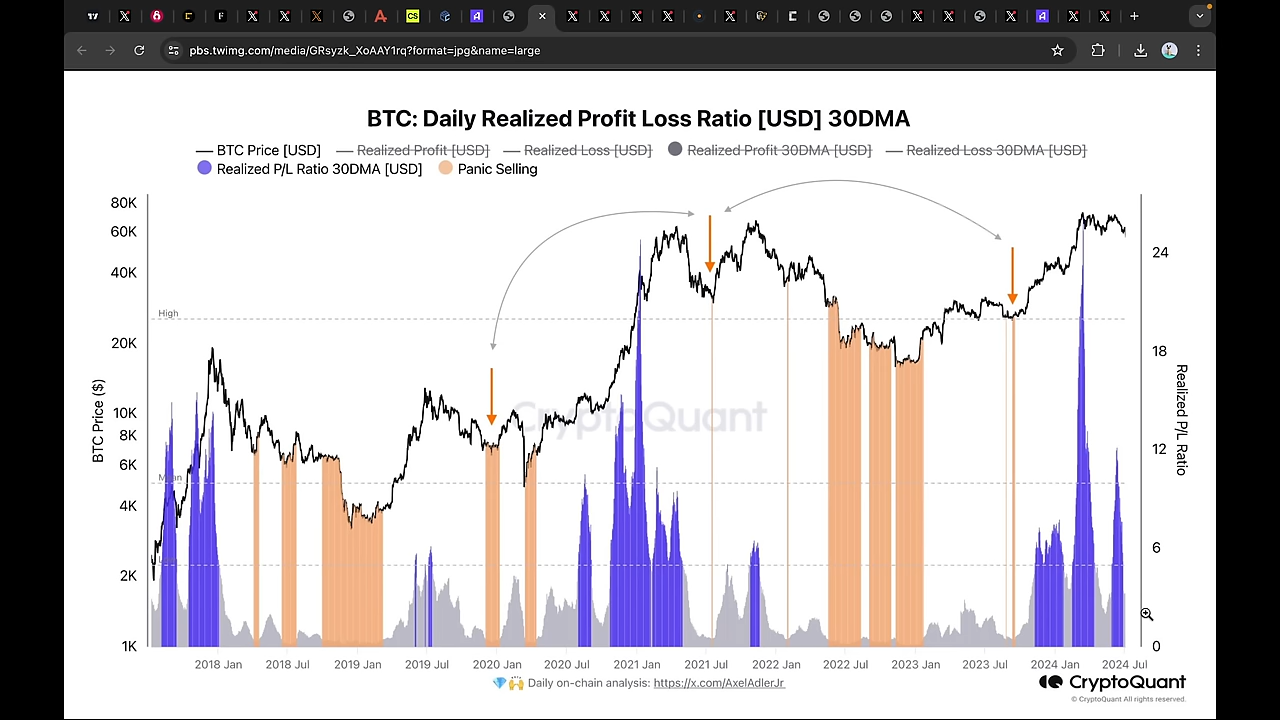 pbs.twimg.com/media/GRsyzk_XoAAY1rq?format=jpg&name=large
BTC: Daily Realized Profit Loss Ratio [USD] 30DMA
BTC Price [USD] Realized Profit [USD] Realized Loss [USD] Realized Profit 30DMA [USD] Realized Loss 30DMA [USD]
Realized P/L Ratio 30DMA [USD] Panic Selling
80K
60K
40K
20K
10K
8K
6K
4K
2K
1K
BTC Price ($)
High
CryptoQuant
24
18
12
6
0
Realized P/L Ratio
2018 Jan 2018 Jul 2019 Jan 2019 Jul 2020 Jan 2020 Jul 2021 Jan 2021 Jul 2022 Jan 2022 Jul 2023 Jan 2023 Jul 2024 Jan 2024 Jul
💎🙌 Daily on-chain analysis: https://x.com/AxelAdlerJr
CryptoQuant
© CryptoQuant All rights reserved.